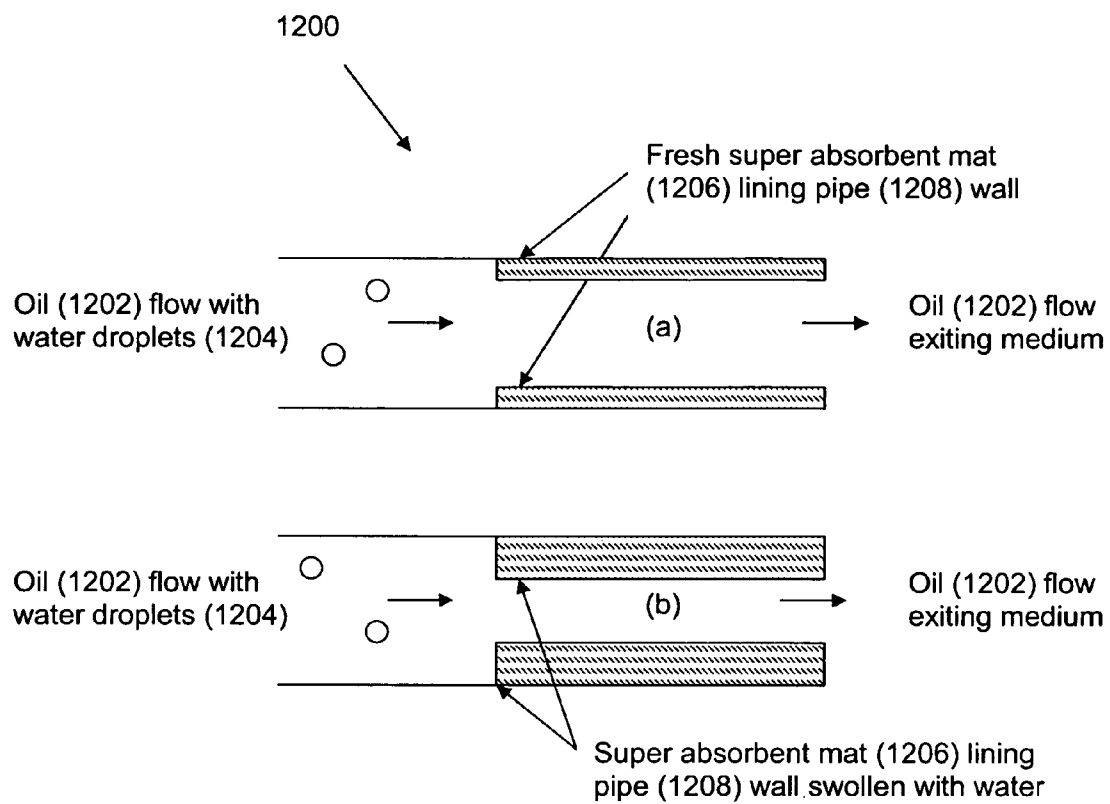 1200
Fresh super absorbent mat
(1206) lining pipe (1208) wall
Oil (1202) flow with
water droplets (1204)
(a)
Oil (1202) flow
exiting medium
Oil (1202) flow with
water droplets (1204)
(b)
Oil (1202) flow
exiting medium
Super absorbent mat (1206) lining
pipe (1208) wall swollen with water